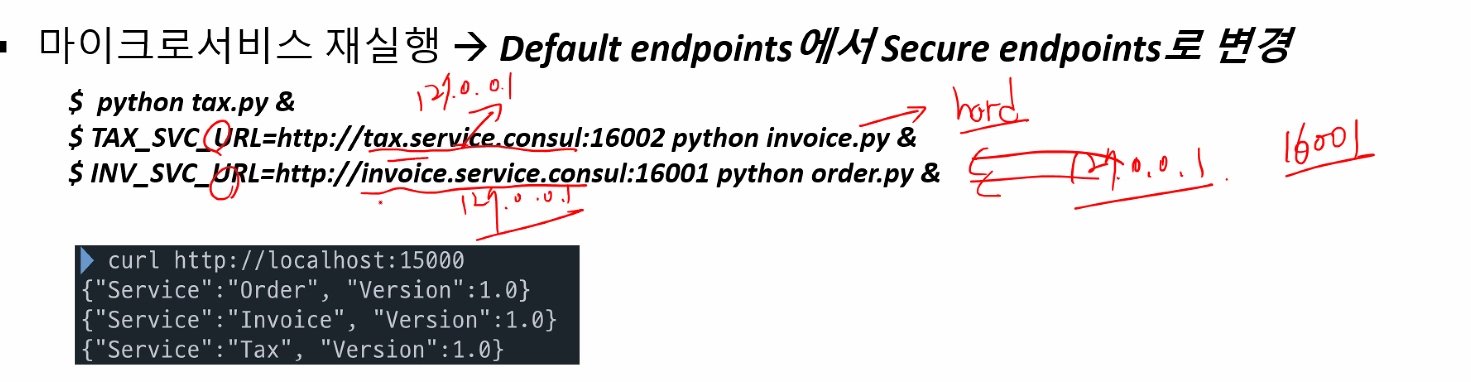 ▪ 마이크로서비스 재실행 → Default endpoints에서 Secure endpoints로 변경
$ python tax.py &
127.0.0.1
$ TAX_SVC_URL=http://tax.service.consul:16002 python invoice.py &
hard
16001
$ INV_SVC_URL=http://invoice.service.consul:16001 python order.py &
127.0.0.1
127.0.0.1
curl http://localhost:15000
{"Service":"Order", "Version":1.0}
{"Service":"Invoice", "Version":1.0}
{"Service":"Tax", "Version":1.0}